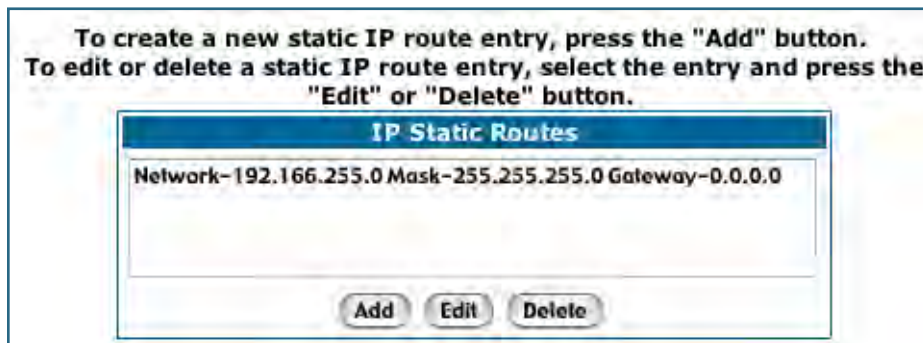 To create a new static IP route entry, press the "Add" button.
To edit or delete a static IP route entry, select the entry and press the
"Edit" or "Delete" button.
IP Static Routes
Network-192.166.255.0 Mask-255.255.255.0 Gateway-0.0.0.0
Add Edit Delete